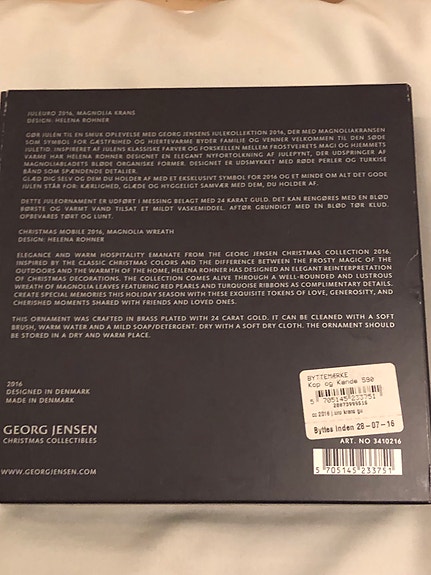 JULEURO 2016, MAGNOLIA KRANS
DESIGN: HELENA ROHNER
GØR JULEN TIL EN SMUK OPLEVELSE MED GEORG JENSENS JULEKOLLEKTION 2016, DER MED MAGNOLIAKRANSEN
SOM SYMBOL FOR GÆSTFRIHED OG HJERTEVARME BYDER FAMILIE OG VENNER VELKOMMEN TIL DEN SØDE
JULETID. INSPIRERET AF JULENS KLASSISKE FARVER OG FORSKELLEN MELLEM FROSTVEJRETS MAGI OG HJEMMETS
VARME HAR HELENA ROHNER DESIGNET EN ELEGANT NYFORTOLKNING AF JULEPYNT, DER UDSPRINGER AF
MAGNOLIABLADETS BLØDE ORGANISKE FORMER. DESIGNET ER UDSMYKKET MED RØDE PERLER OG TURKISE
BÅND SOM SPÆNDENDE DETALJER.
GLÆD DIG SELV OG DEM DU HOLDER AF MED ET EKSKLUSIVT SYMBOL FOR 2016 OG ET MINDE OM ALT DET GODE
JULEN STÅR FOR: KÆRLIGHED, GLÆDE OG HYGGELIGT SAMVÆR MED DEM, DU HOLDER AF.
DETTE JULEORNAMENT ER UDFØRT I MESSING BELAGT MED 24 KARAT GULD. DET KAN RENGØRES MED EN BLØD
BØRSTE OG VARMT VAND TILSAT ET MILDT VASKEMIDDEL. AFTØR GRUNDIGT MED EN BLØD TØR KLUD.
OPBEVARES TØRT OG LUNT.
CHRISTMAS MOBILE 2016, MAGNOLIA WREATH
DESIGN: HELENA ROHNER
ELEGANCE AND WARM HOSPITALITY EMANATE FROM THE GEORG JENSEN CHRISTMAS COLLECTION 2016.
INSPIRED BY THE CLASSIC CHRISTMAS COLORS AND THE DIFFERENCE BETWEEN THE FROSTY MAGIC OF THE
OUTDOORS AND THE WARMTH OF THE HOME, HELENA ROHNER HAS DESIGNED AN ELEGANT REINTERPRETATION
OF CHRISTMAS DECORATIONS. THE COLLECTION COMES ALIVE THROUGH A WELL-ROUNDED AND LUSTROUS
WREATH OF MAGNOLIA LEAVES FEATURING RED PEARLS AND TURQUOISE RIBBONS AS COMPLIMENTARY DETAILS.
CREATE SPECIAL MEMORIES THIS HOLIDAY SEASON WITH THESE EXQUISITE TOKENS OF LOVE, GENEROSITY, AND
CHERISHED MOMENTS SHARED WITH FRIENDS AND LOVED ONES.
THIS ORNAMENT WAS CRAFTED IN BRASS PLATED WITH 24 CARAT GOLD. IT CAN BE CLEANED WITH A SOFT
BRUSH, WARM WATER AND A MILD SOAP/DETERGENT. DRY WITH A SOFT DRY CLOTH. THE ORNAMENT SHOULD
BE STORED IN A DRY AND WARM PLACE.
2016
DESIGNED IN DENMARK
MADE IN DENMARK
GEORG JENSEN
CHRISTMAS COLLECTIBLES
WWW.GEORGJENSEN.COM
BYTTEMÆRKE
Kop og Kande 590
5 705145 233751
cc 2016 j
Byttes inden 28-07-16
ART. NO 3410216
5 705145 233751